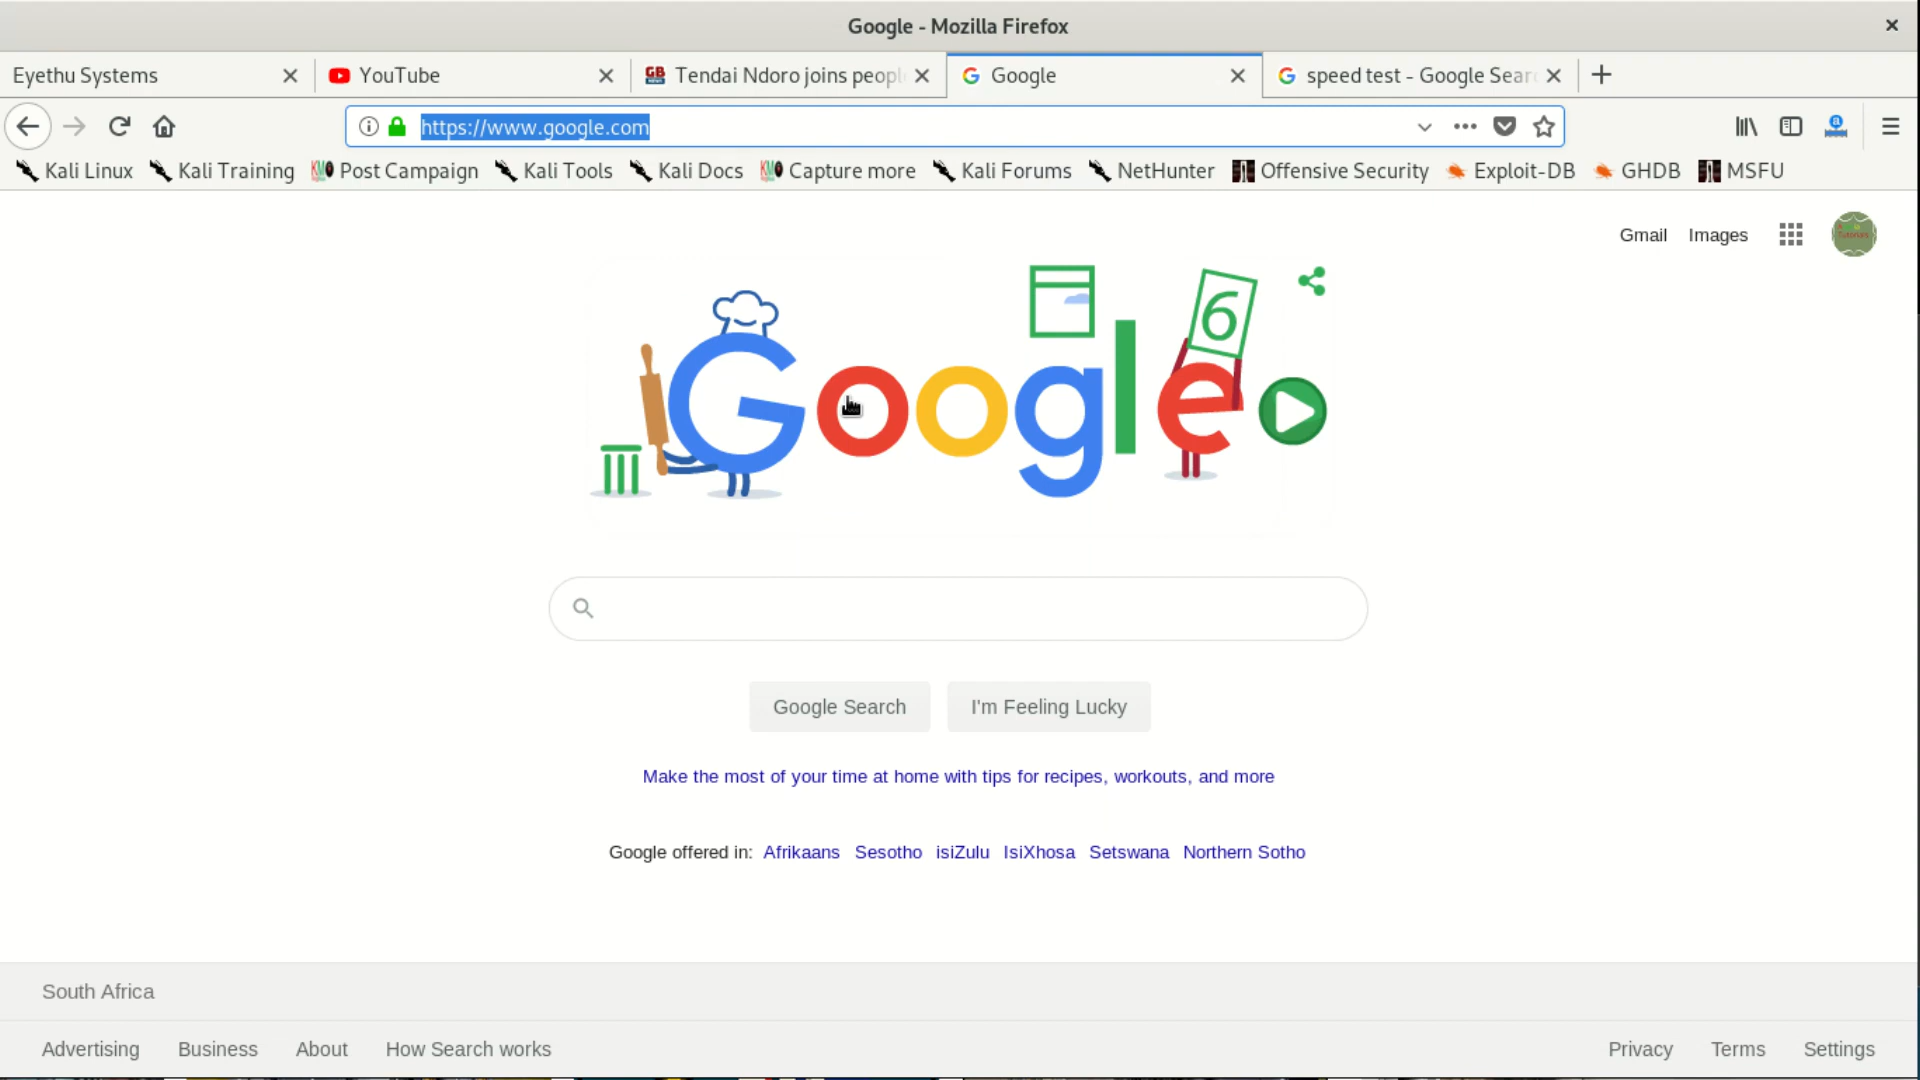 Google - Mozilla Firefox
Eyethu Systems
YouTube
Tendai Ndoro joins peopl
Google
speed test - Google Sear
https://www.google.com
Kali Linux
Kali Training
Post Campaign
Kali Tools
Kali Docs
Capture more
Kali Forums
NetHunter
Offensive Security
Exploit-DB
GHDB
MSFU
Gmail
Images
Google
6
Google Search
I'm Feeling Lucky
Make the most of your time at home with tips for recipes, workouts, and more
Google offered in: Afrikaans Sesotho isiZulu IsiXhosa Setswana Northern Sotho
South Africa
Advertising
Business
About
How Search works
Privacy
Terms
Settings